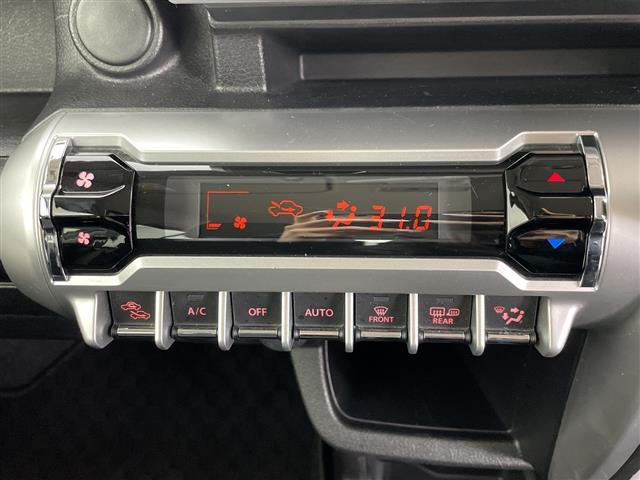 31.0
A/C OFF AUTO FRONT REAR